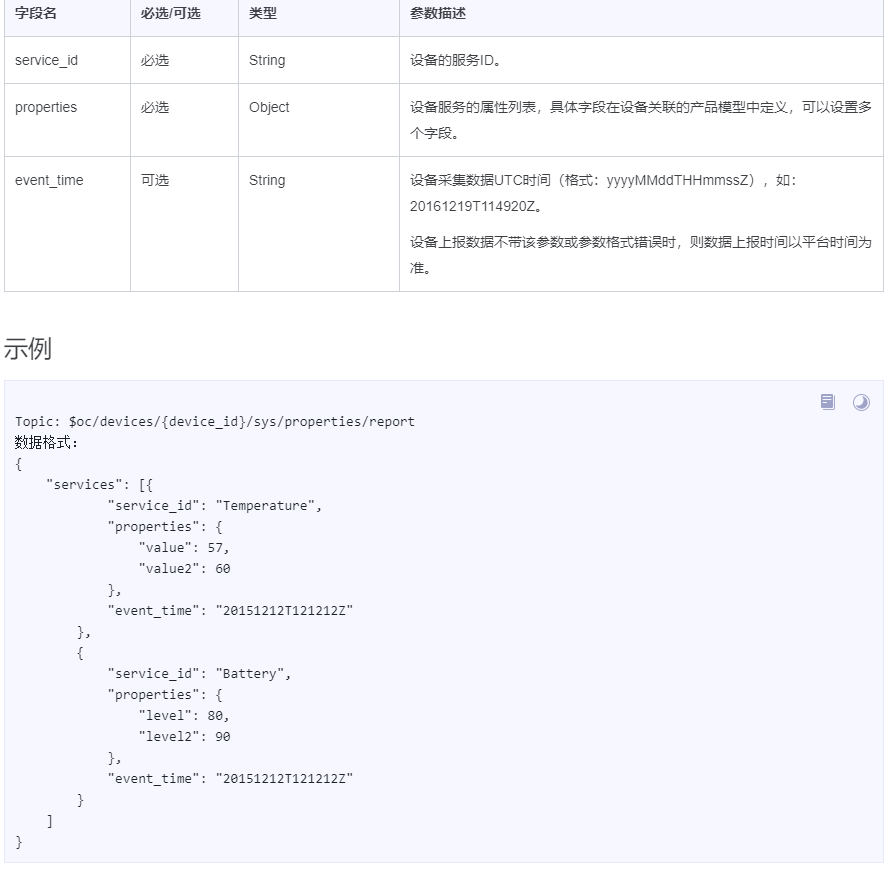 字段名 必选/可选 类型 参数描述
service_id 必选 String 设备的服务ID。
properties 必选 Object 设备服务的属性列表，具体字段在设备关联的产品模型中定义，可以设置多
个字段。
event_time 可选 String 设备采集数据UTC时间（格式：yyyyMMddTHHmmssZ），如：
20161219T114920Z。
设备上报数据不带该参数或参数格式错误时，则数据上报时间以平台时间为
准。
示例
Topic: $oc/devices/{device_id}/sys/properties/report
数据格式：
{
    "services": [{
            "service_id": "Temperature",
            "properties": {
                "value": 57,
                "value2": 60
            },
            "event_time": "20151212T121212Z"
        },
        {
            "service_id": "Battery",
            "properties": {
                "level": 80,
                "level2": 90
            },
            "event_time": "20151212T121212Z"
        }
    ]
}